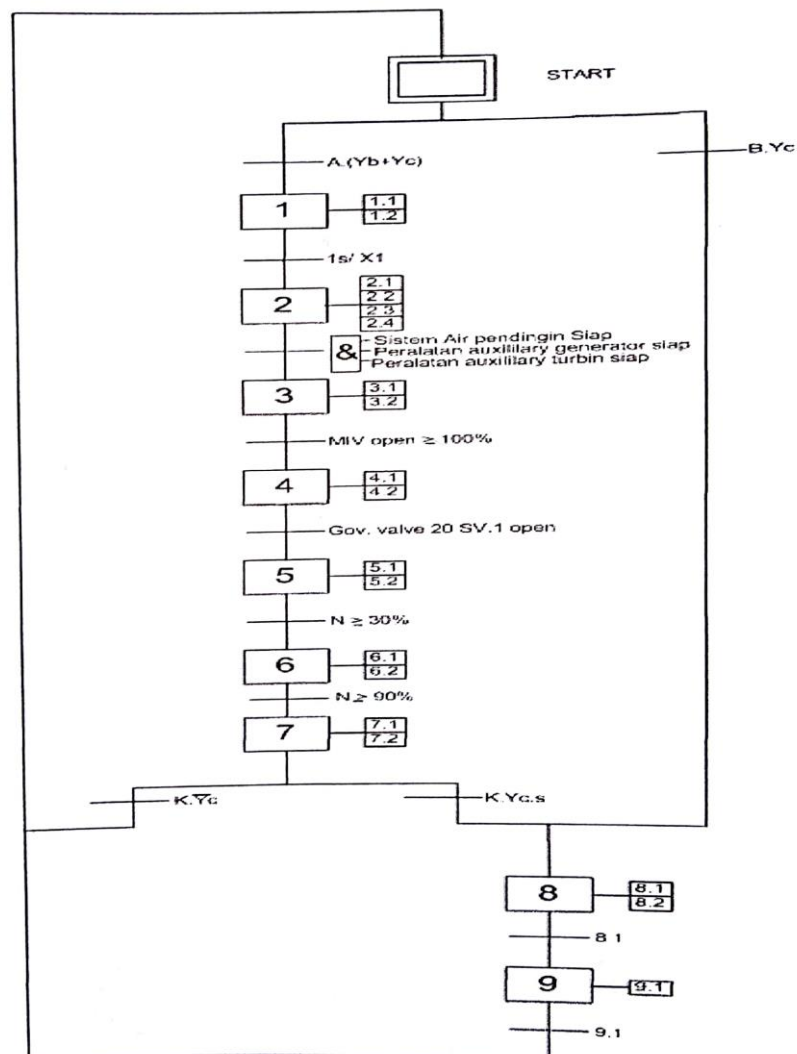 START
A.(Yb+Yc)
B.Yc
1
1.1
1.2
1s/ X1
2
2.1
2 2
2 3
2.4
&
Sistem Air pendingin Siap
Peralatan auxililary generator siap
Peralatan auxililary turbin siap
3
3.1
3.2
MIV open ≥ 100%
4
4.1
4 2
Gov. valve 20 SV.1 open
5
5.1
5.2
N ≥ 30%
6
6.1
6.2
N ≥ 90%
7
7.1
7.2
K.Y̅c
K.Yc.s
8
8.1
8.2
8 1
9
9.1
9.1